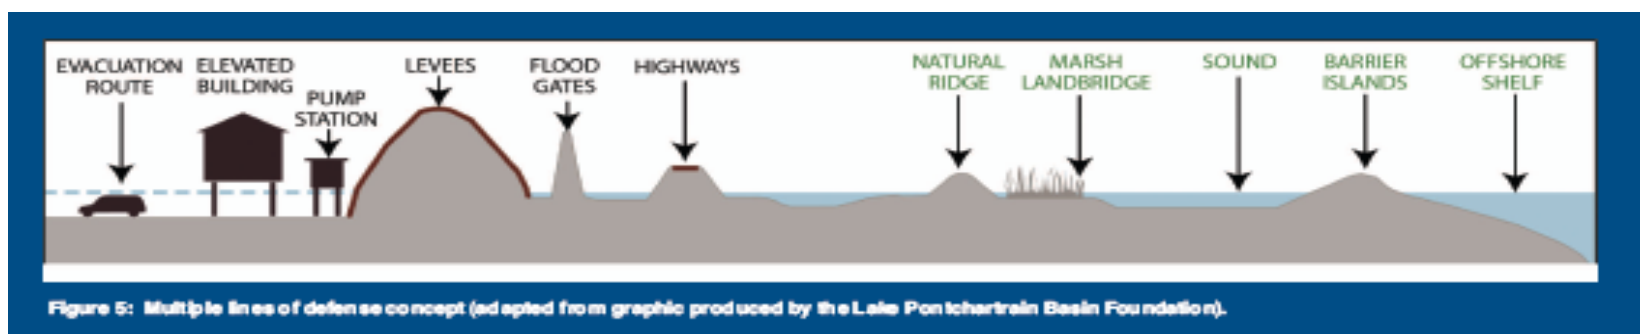 EVACUATION
ROUTE
ELEVATED
BUILDING
PUMP
STATION
LEVEES
FLOOD
GATES
HIGHWAYS
NATURAL
RIDGE
MARSH
LANDBRIDGE
SOUND
BARRIER
ISLANDS
OFFSHORE
SHELF
Figure 5: Multiple lines of defense concept (adapted from graphic produced by the Lake Pontchartrain Basin Foundation).